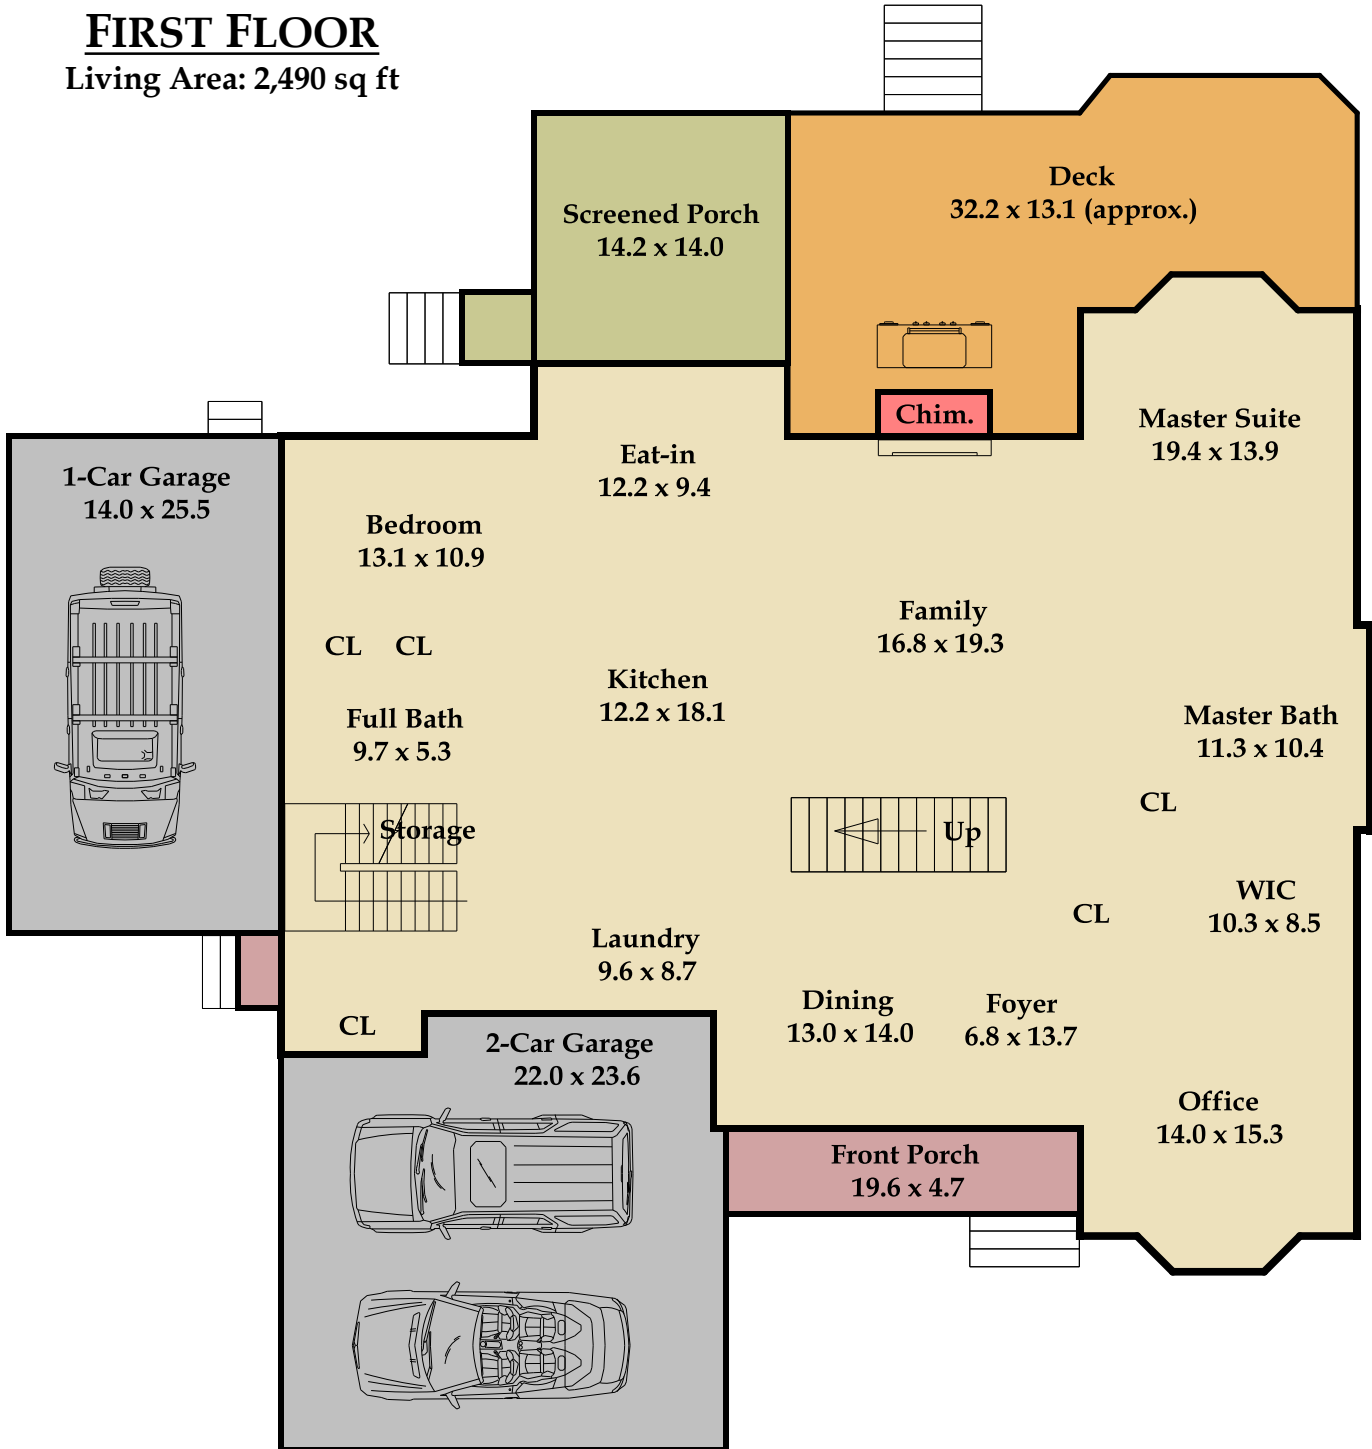 FIRST FLOOR
Living Area: 2,490 sq ft
Deck
32.2 x 13.1 (approx.)
Screened Porch
14.2 x 14.0
Chim.
Master Suite
19.4 x 13.9
1-Car Garage
14.0 x 25.5
Eat-in
12.2 x 9.4
Bedroom
13.1 x 10.9
Family
16.8 x 19.3
CL CL
Kitchen
12.2 x 18.1
Full Bath
9.7 x 5.3
Master Bath
11.3 x 10.4
CL
Storage
Up
WIC
10.3 x 8.5
CL
Laundry
9.6 x 8.7
Dining
13.0 x 14.0
Foyer
6.8 x 13.7
CL
2-Car Garage
22.0 x 23.6
Office
14.0 x 15.3
Front Porch
19.6 x 4.7